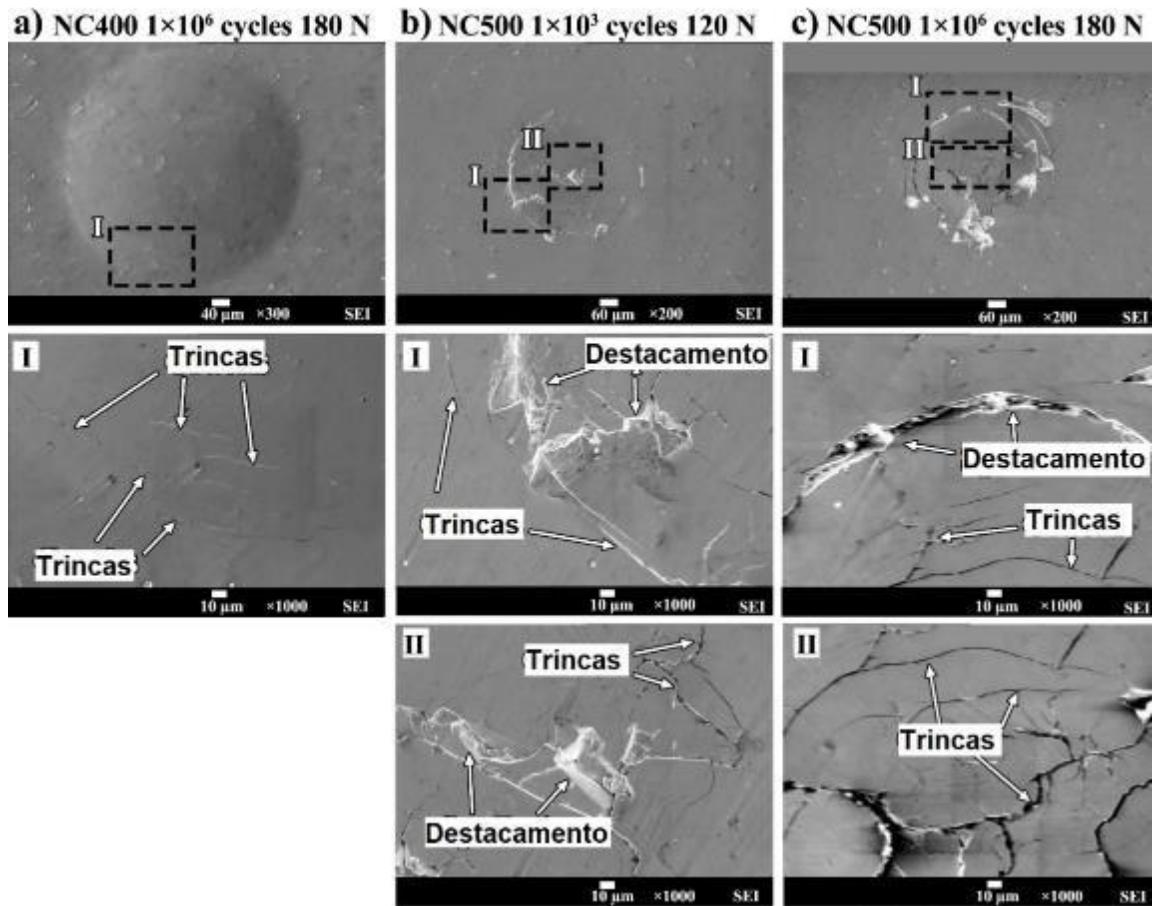 a) NC400 1×10⁶ cycles 180 N
b) NC500 1×10³ cycles 120 N
c) NC500 1×10⁶ cycles 180 N
I
40 µm ×300 SEI
II
I
60 µm ×200 SEI
I
II
60 µm ×200 SEI
I
Trincas
Trincas
10 µm ×1000 SEI
I
Destacamento
Trincas
10 µm ×1000 SEI
I
Destacamento
Trincas
10 µm ×1000 SEI
II
Trincas
Destacamento
10 µm ×1000 SEI
II
Trincas
10 µm ×1000 SEI